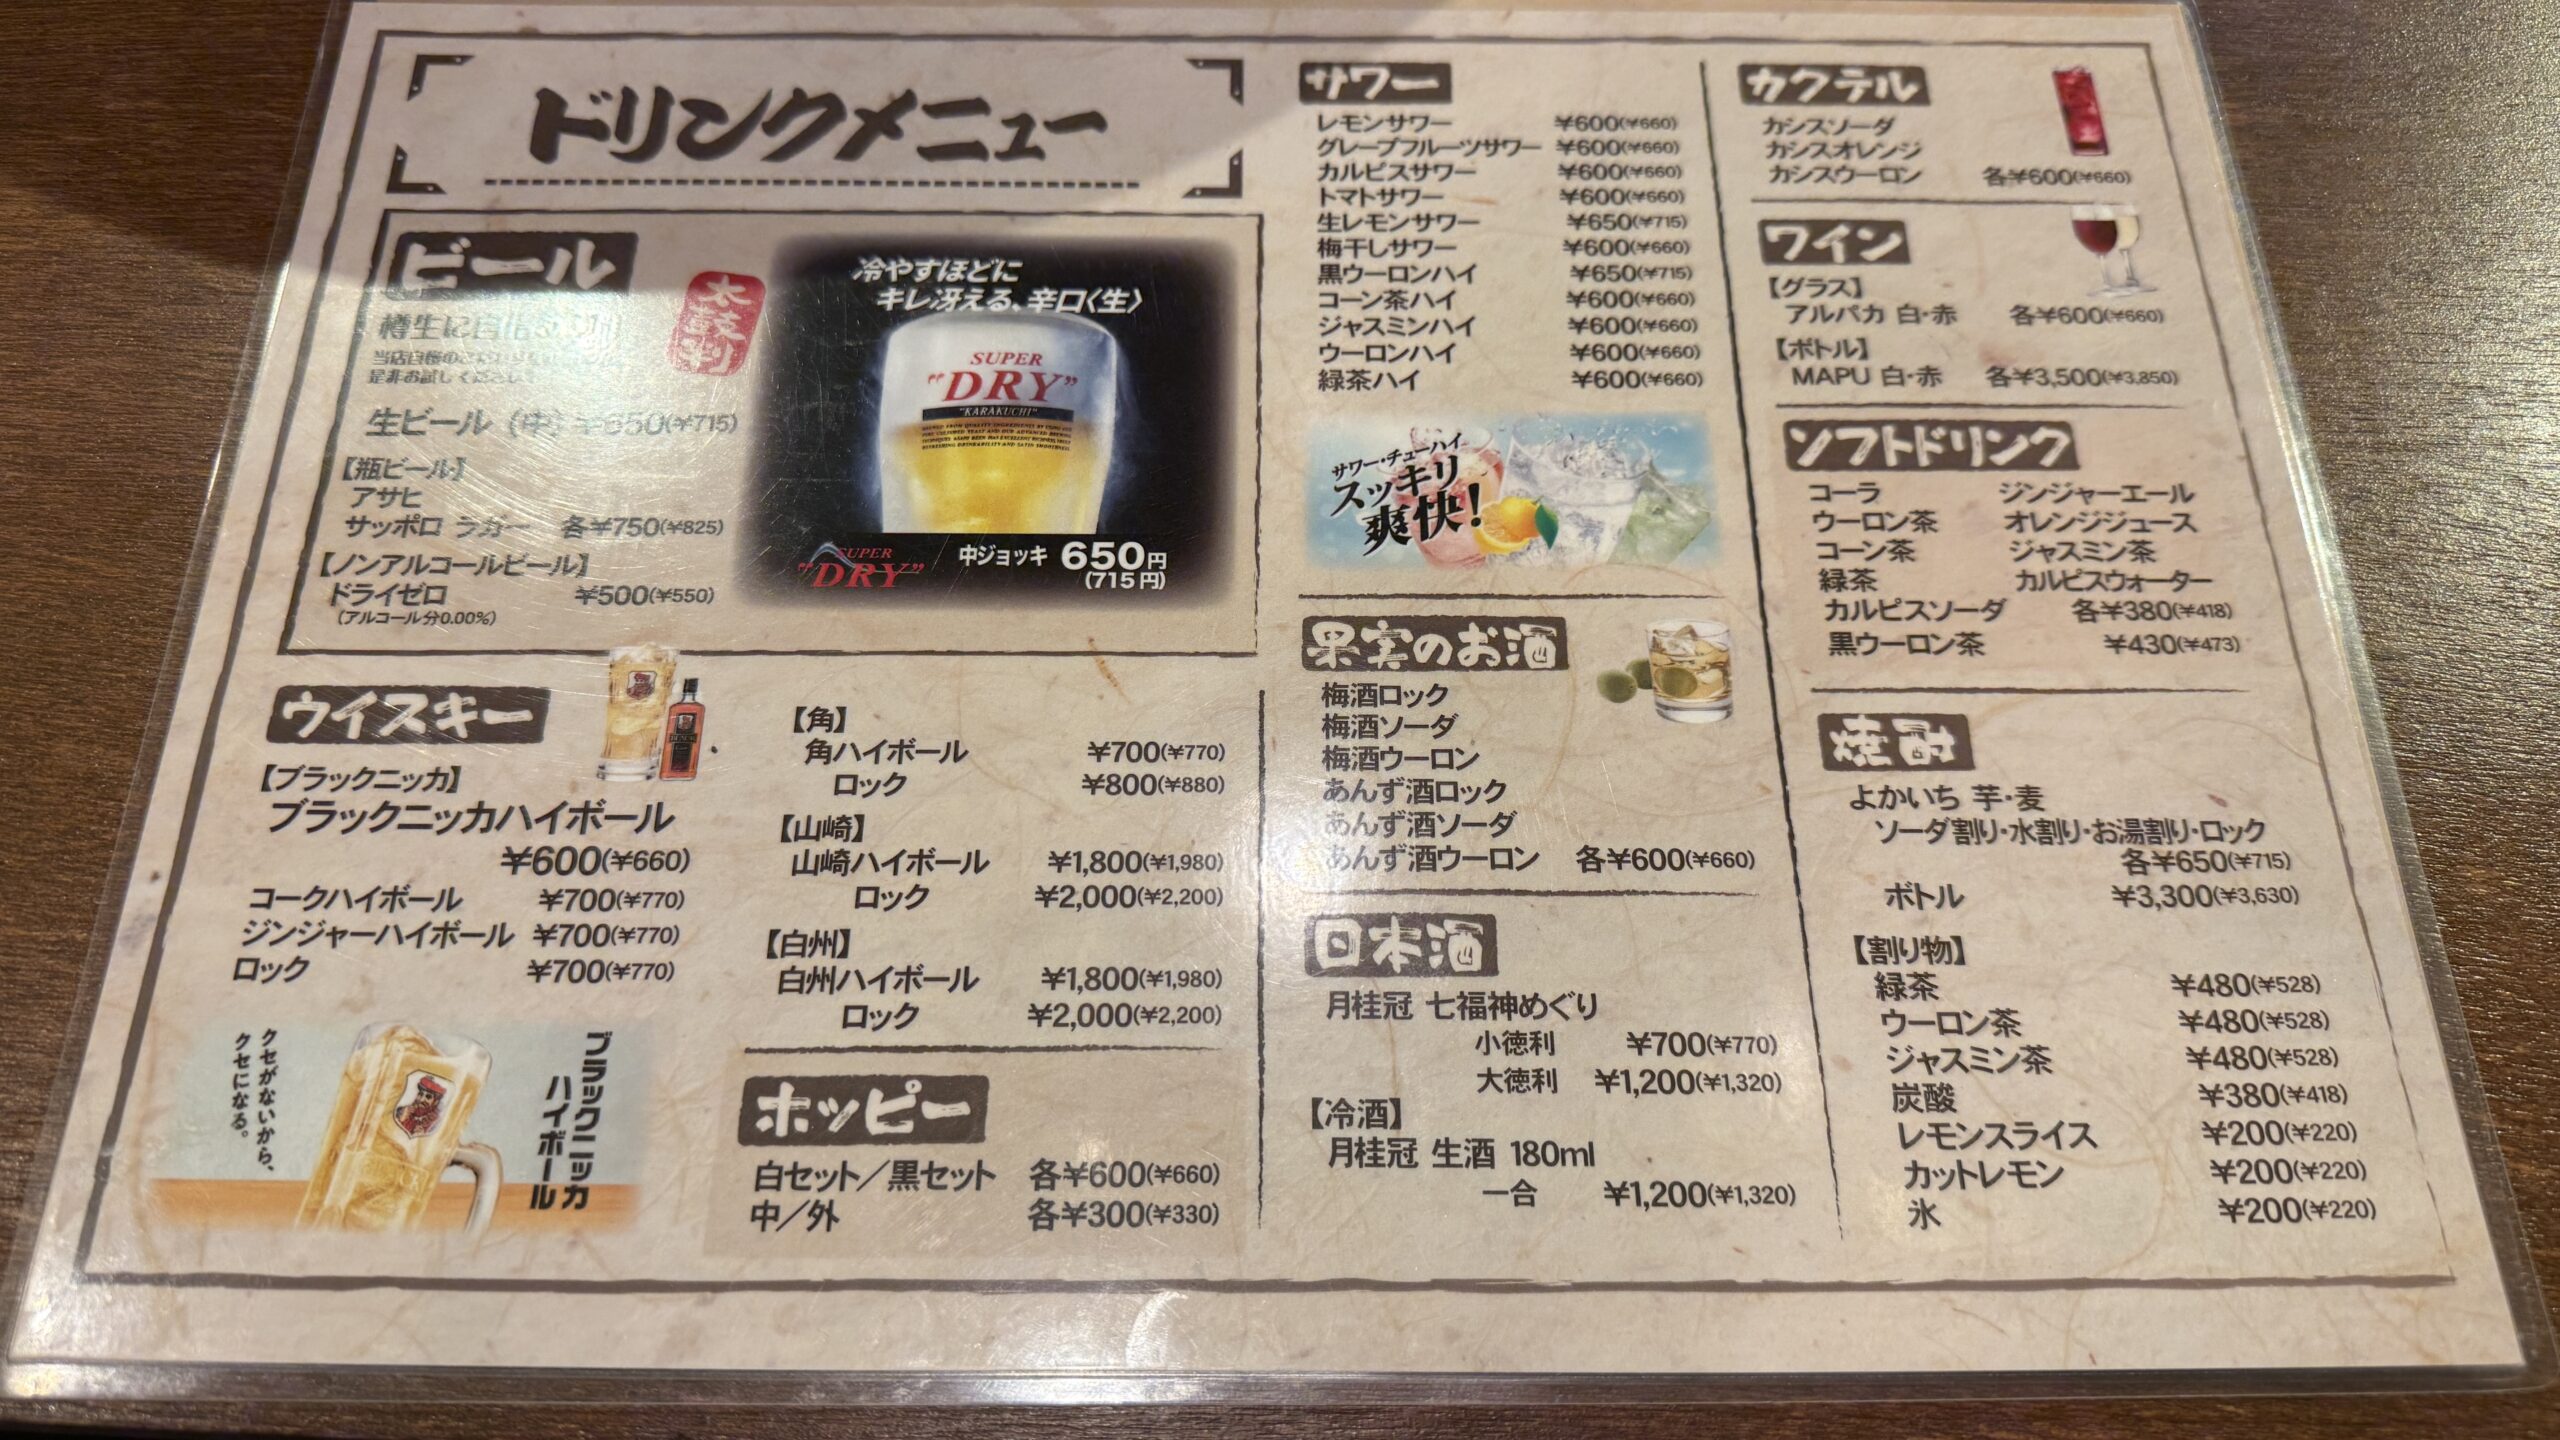 ドリンクメニュー
ビール
太鼓判
樽生に自信
当店自慢の
是非お試しください
生ビール (中) ¥650(¥715)
【瓶ビール】
アサヒ
サッポロ ラガー 各¥750(¥825)
【ノンアルコールビール】
ドライゼロ ¥500(¥550)
(アルコール分0.00%)
冷やすほどに
キレ冴える、辛口〈生〉
SUPER
"DRY"
"KARAKUCHI"
SUPER
"DRY"
中ジョッキ 650円
(715円)
ウイスキー
【ブラックニッカ】
ブラックニッカハイボール
¥600(¥660)
コークハイボール ¥700(¥770)
ジンジャーハイボール ¥700(¥770)
ロック ¥700(¥770)
クセがないから、
クセになる。
ブラックニッカ
ハイボール
【角】
角ハイボール ¥700(¥770)
ロック ¥800(¥880)
【山崎】
山崎ハイボール ¥1,800(¥1,980)
ロック ¥2,000(¥2,200)
【白州】
白州ハイボール ¥1,800(¥1,980)
ロック ¥2,000(¥2,200)
ホッピー
白セット／黒セット 各¥600(¥660)
中／外 各¥300(¥330)
サワー
レモンサワー ¥600(¥660)
グレープフルーツサワー ¥600(¥660)
カルピスサワー ¥600(¥660)
トマトサワー ¥600(¥660)
生レモンサワー ¥650(¥715)
梅干しサワー ¥600(¥660)
黒ウーロンハイ ¥650(¥715)
コーン茶ハイ ¥600(¥660)
ジャスミンハイ ¥600(¥660)
ウーロンハイ ¥600(¥660)
緑茶ハイ ¥600(¥660)
サワー・チューハイ
スッキリ
爽快!
果実のお酒
梅酒ロック
梅酒ソーダ
梅酒ウーロン
あんず酒ロック
あんず酒ソーダ
あんず酒ウーロン 各¥600(¥660)
日本酒
月桂冠 七福神めぐり
小徳利 ¥700(¥770)
大徳利 ¥1,200(¥1,320)
【冷酒】
月桂冠 生酒 180ml
一合 ¥1,200(¥1,320)
カクテル
カシスソーダ
カシスオレンジ
カシスウーロン 各¥600(¥660)
ワイン
【グラス】
アルパカ 白・赤 各¥600(¥660)
【ボトル】
MAPU 白・赤 各¥3,500(¥3,850)
ソフトドリンク
コーラ ジンジャーエール
ウーロン茶 オレンジジュース
コーン茶 ジャスミン茶
緑茶 カルピスウォーター
カルピスソーダ 各¥380(¥418)
黒ウーロン茶 ¥430(¥473)
焼酎
よかいち 芋・麦
ソーダ割り・水割り・お湯割り・ロック
各¥650(¥715)
ボトル ¥3,300(¥3,630)
【割り物】
緑茶 ¥480(¥528)
ウーロン茶 ¥480(¥528)
ジャスミン茶 ¥480(¥528)
炭酸 ¥380(¥418)
レモンスライス ¥200(¥220)
カットレモン ¥200(¥220)
氷 ¥200(¥220)